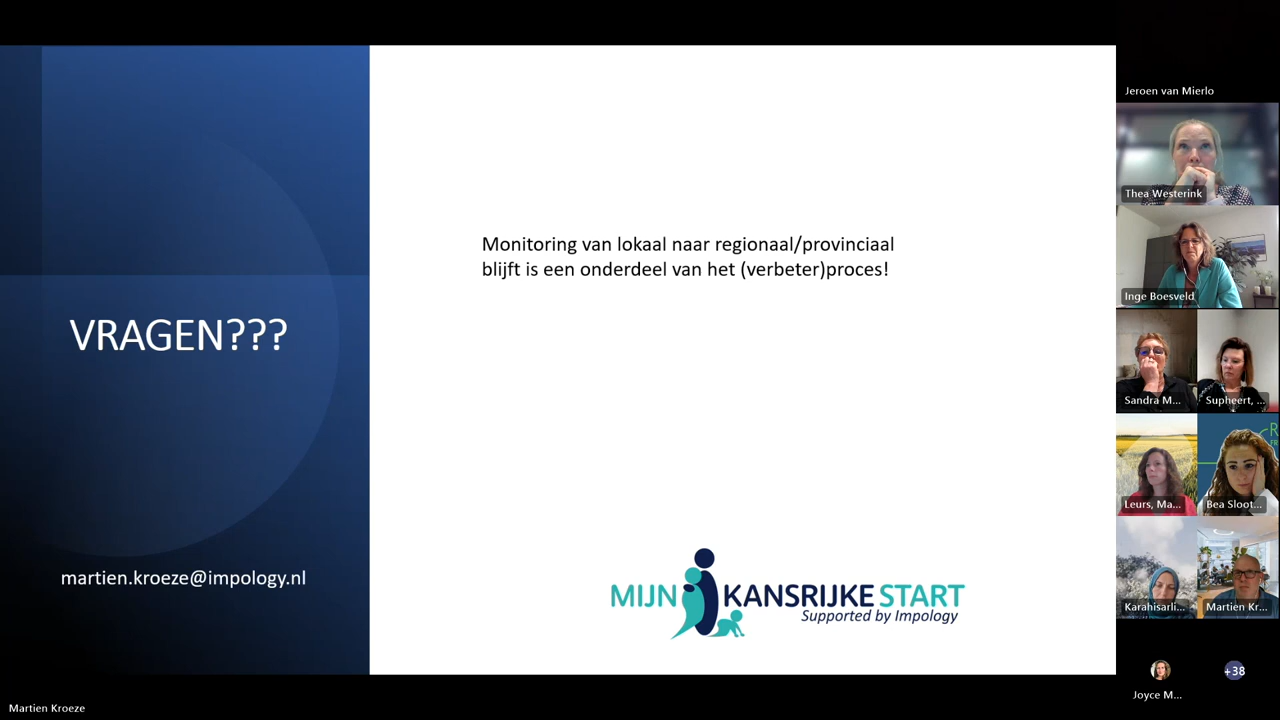 VRAGEN???
martien.kroeze@impology.nl
Monitoring van lokaal naar regionaal/provinciaal
blijft is een onderdeel van het (verbeter)proces!
MIJN KANSRIJKE START
Supported by Impology
Martien Kroeze
Jeroen van Mierlo
Thea Westerink
Inge Boesveld
Sandra M...
Supheert, ...
Leurs, Ma...
Bea Sloot...
Karahisarli...
Martien Kr...
Joyce M...
+38